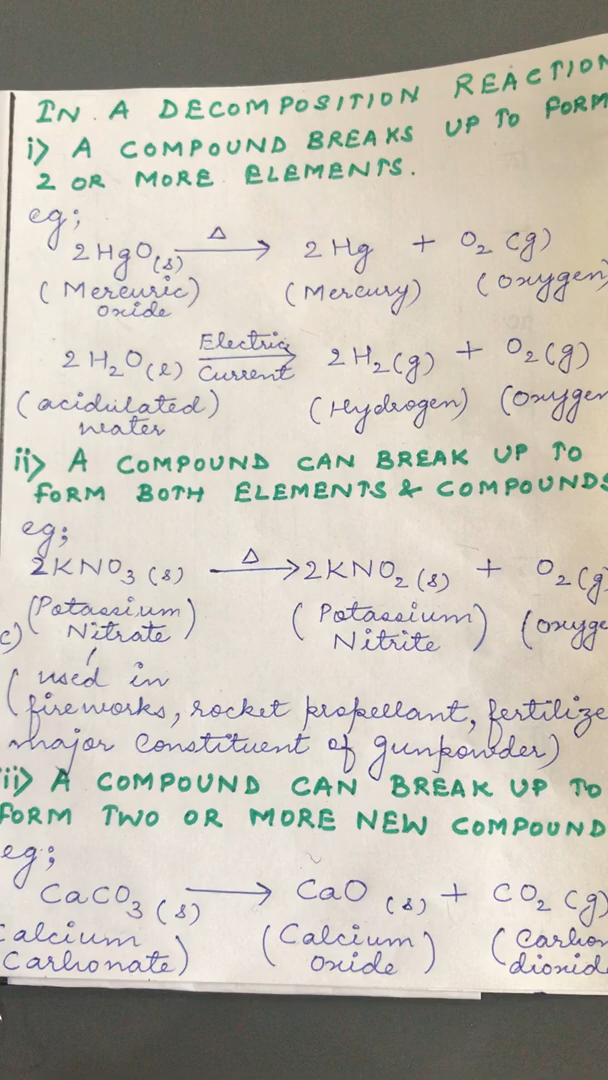 IN A DECOMPOSITION REACTION
i> A COMPOUND BREAKS UP TO FORM
2 OR MORE ELEMENTS.
eg;
2HgO(s) —Δ→ 2Hg + O₂(g)
(Mercuric oxide) (Mercury) (oxygen)
2H₂O(l) —Electric Current→ 2H₂(g) + O₂(g)
(acidulated water) (Hydrogen) (oxygen
ii> A COMPOUND CAN BREAK UP TO
FORM BOTH ELEMENTS & COMPOUNDS
eg;
2KNO₃(s) —Δ→ 2KNO₂(s) + O₂(g
(Potassium Nitrate) (Potassium Nitrite) (oxyge
c)
(used in
fireworks, rocket propellant, fertilize
major constituent of gunpowder)
ii> A COMPOUND CAN BREAK UP TO
FORM TWO OR MORE NEW COMPOUND
eg;
CaCO₃(s) → CaO(s) + CO₂(g)
Calcium Carbonate) (Calcium oxide) (Carbon dioxid